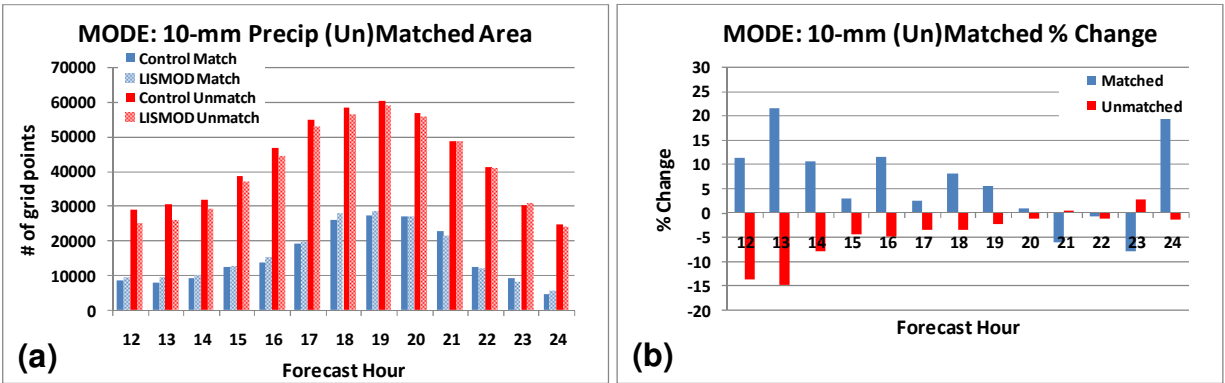 MODE: 10-mm Precip (Un)Matched Area
Control Match
LISMOD Match
Control Unmatch
LISMOD Unmatch
70000
60000
50000
40000
30000
20000
10000
0
# of grid points
12 13 14 15 16 17 18 19 20 21 22 23 24
Forecast Hour
(a)
MODE: 10-mm (Un)Matched % Change
Matched
Unmatched
30
25
20
15
10
5
0
-5
-10
-15
-20
% Change
12 13 14 15 16 17 18 19 20 21 22 23 24
Forecast Hour
(b)